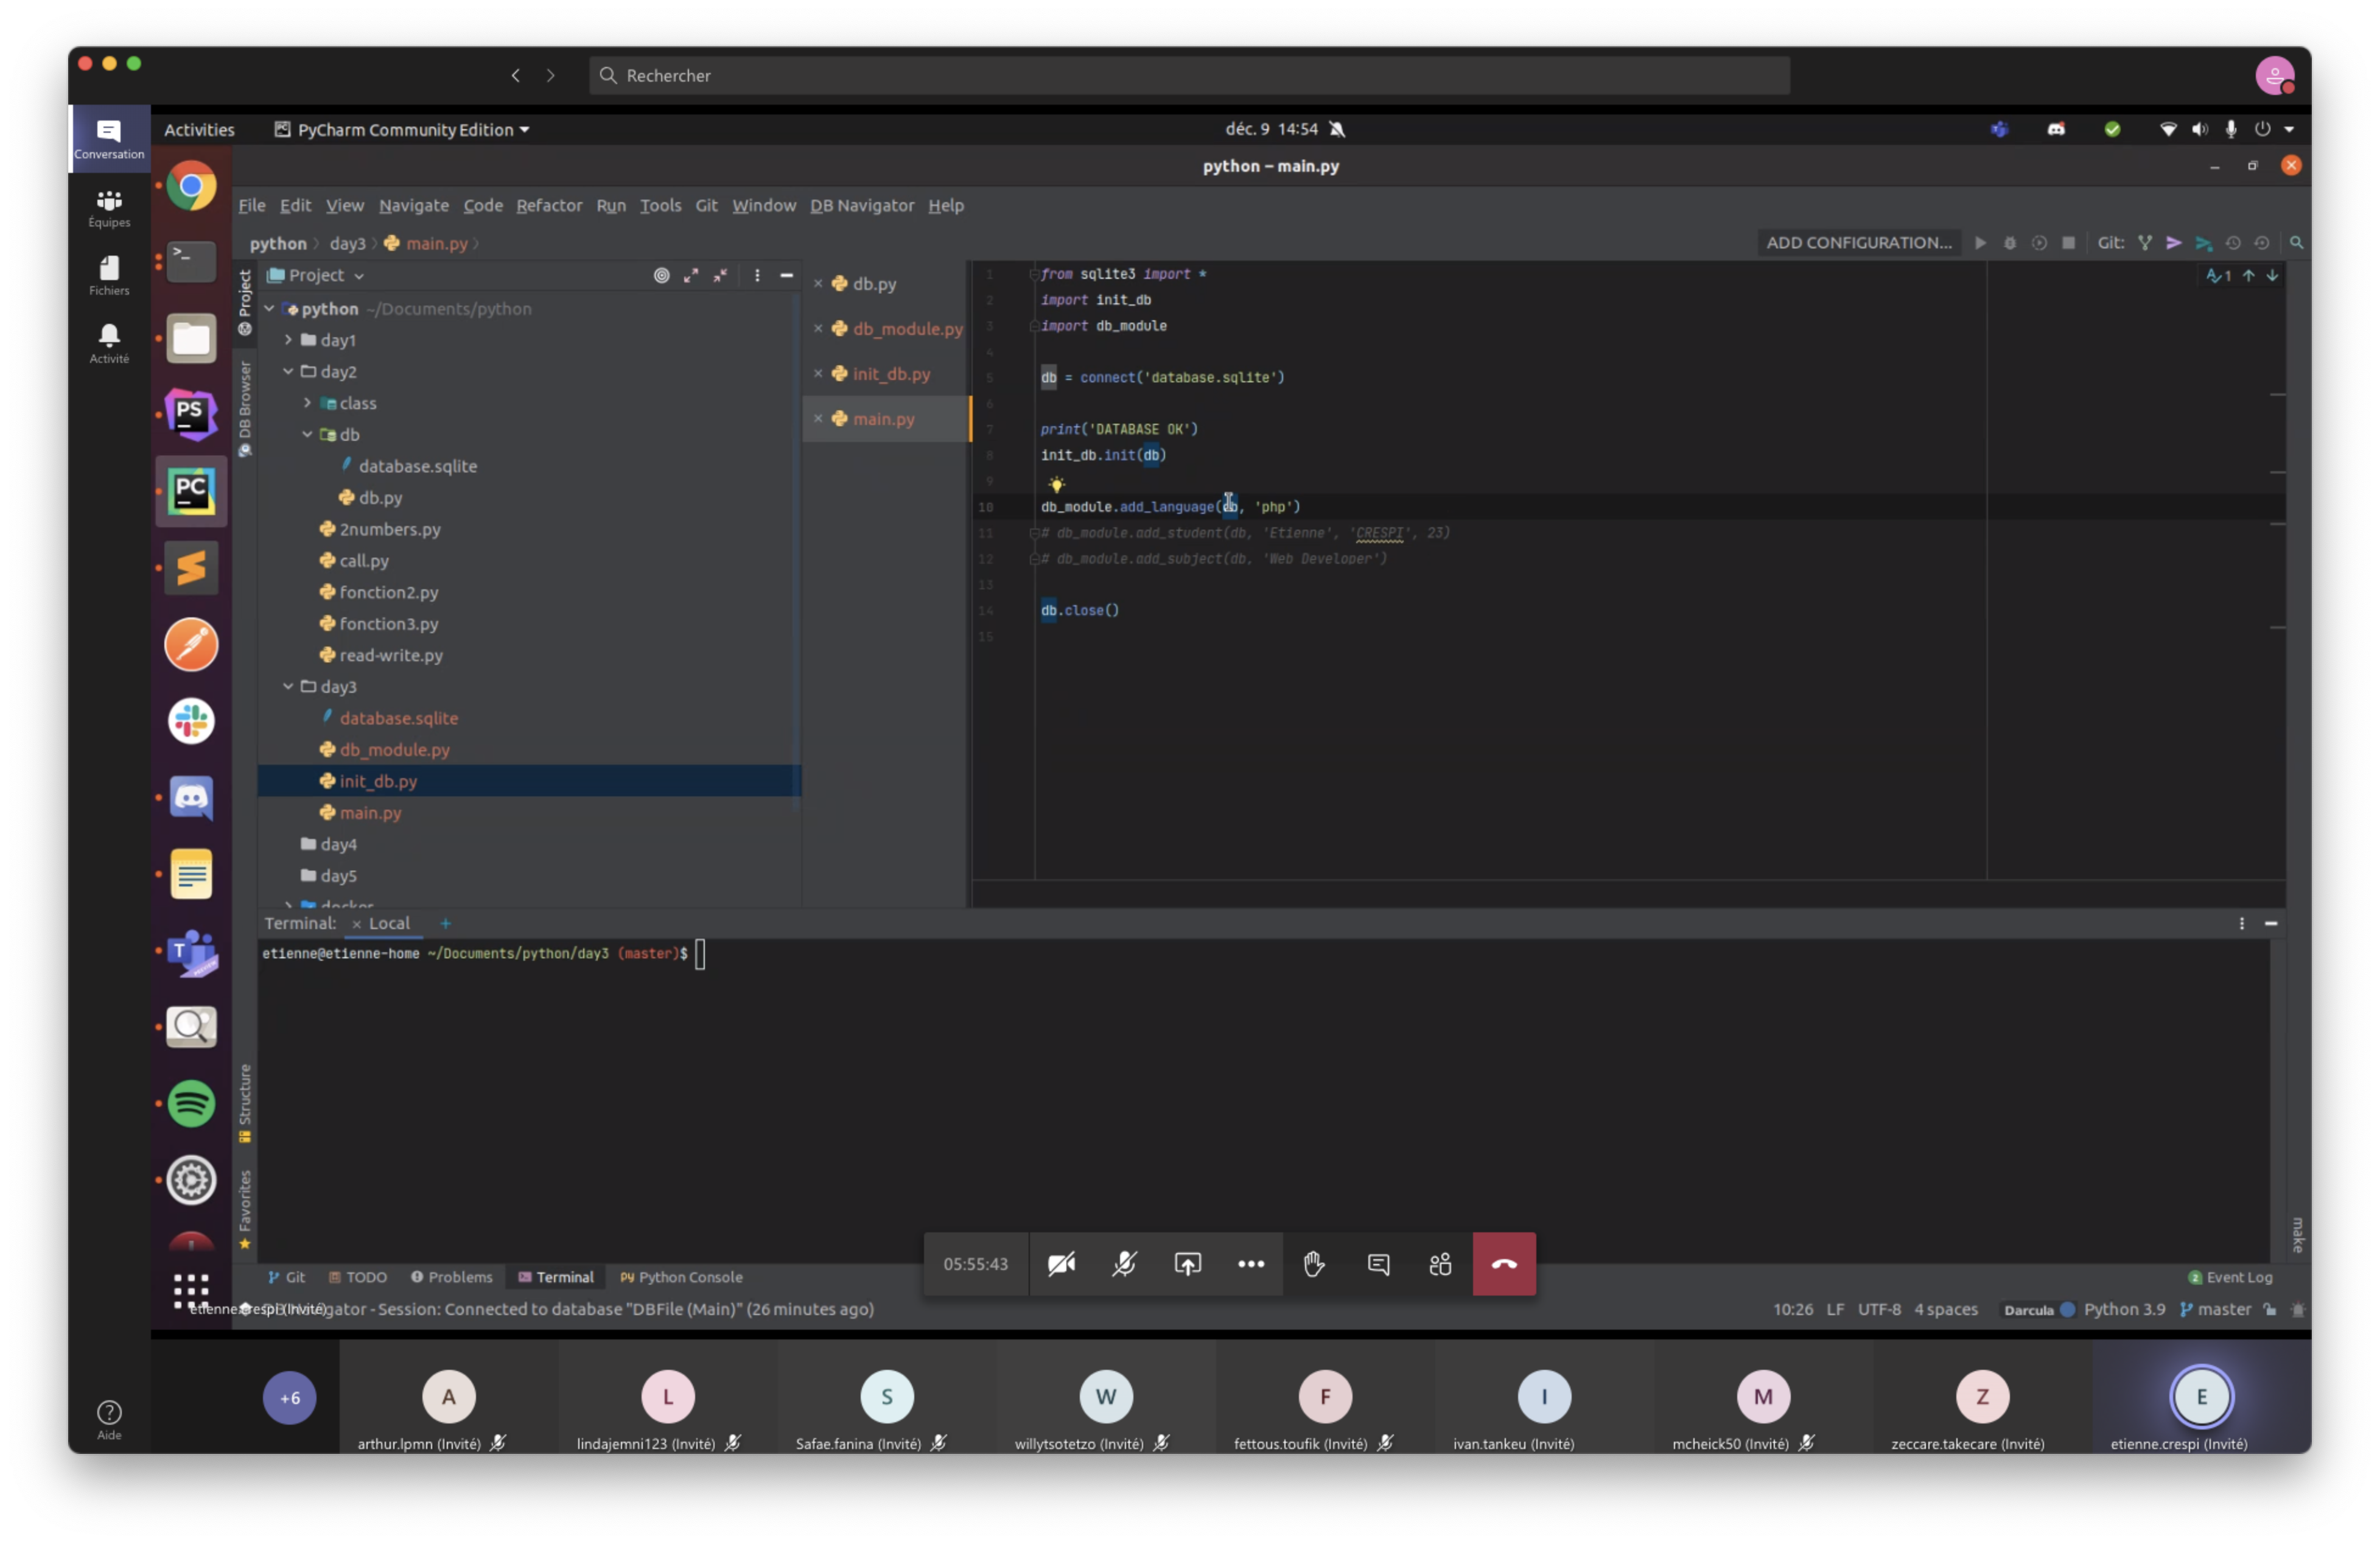 Rechercher
Conversation
Équipes
Fichiers
Activité
Aide
Activities PyCharm Community Edition déc. 9 14:54
python – main.py
File Edit View Navigate Code Refactor Run Tools Git Window DB Navigator Help
python day3 main.py ADD CONFIGURATION... Git:
Project
DB Browser
Structure
Favorites
make
Project
python ~/Documents/python
day1
day2
class
db
database.sqlite
db.py
2numbers.py
call.py
fonction2.py
fonction3.py
read-write.py
day3
database.sqlite
db_module.py
init_db.py
main.py
day4
day5
docker
db.py
db_module.py
init_db.py
main.py
1 from sqlite3 import *
2 import init_db
3 import db_module
4
5 db = connect('database.sqlite')
6
7 print('DATABASE OK')
8 init_db.init(db)
9
10 db_module.add_language(db, 'php')
11 # db_module.add_student(db, 'Etienne', 'CRESPI', 23)
12 # db_module.add_subject(db, 'Web Developer')
13
14 db.close()
15
1
PS
PC
T
Terminal: Local +
etienne@etienne-home ~/Documents/python/day3 (master)$
05:55:43
Git TODO Problems Terminal Python Console 2 Event Log
etienne.crespi (Invité)
gator - Session: Connected to database "DBFile (Main)" (26 minutes ago) 10:26 LF UTF-8 4 spaces Darcula Python 3.9 master
+6 A L S W F I M Z E
arthur.lpmn (Invité) lindajemni123 (Invité) Safae.fanina (Invité) willytsotetzo (Invité) fettous.toufik (Invité) ivan.tankeu (Invité) mcheick50 (Invité) zeccare.takecare (Invité) etienne.crespi (Invité)